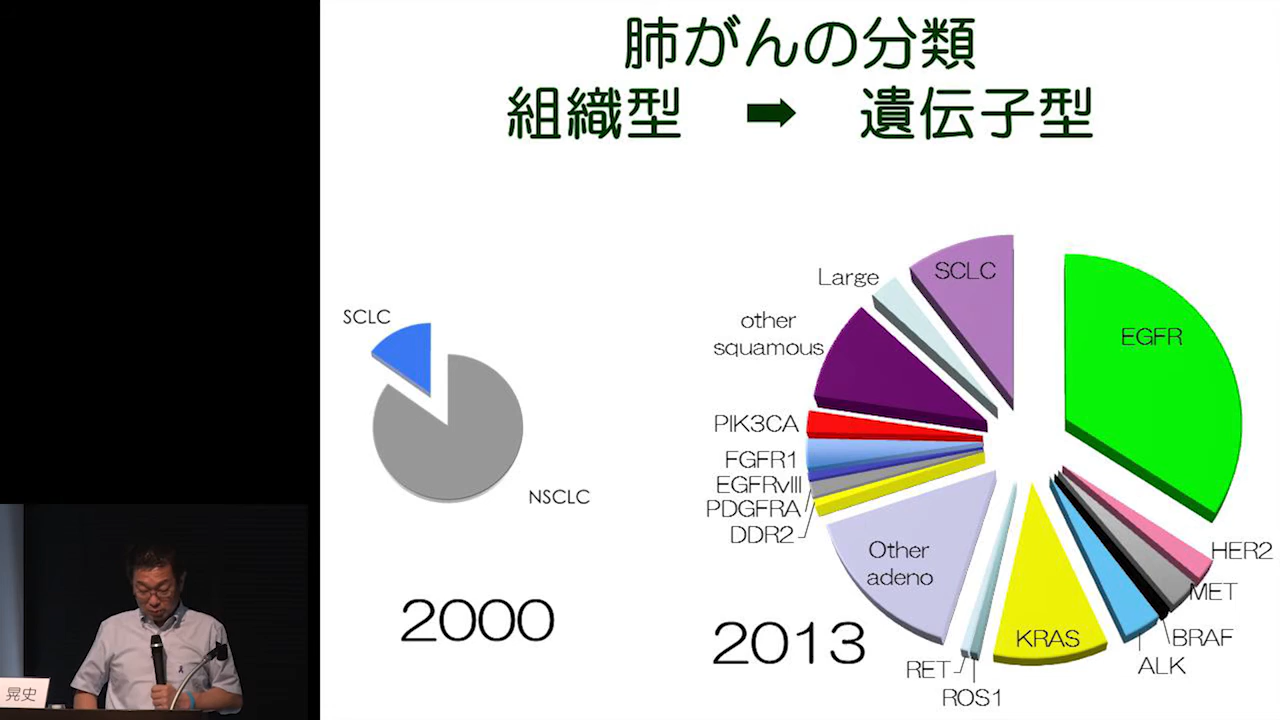 肺がんの分類
組織型 ➡ 遺伝子型
SCLC
NSCLC
2000
SCLC
Large
other
squamous
PIK3CA
FGFR1
EGFRvIII
PDGFRA
DDR2
Other
adeno
RET
ROS1
KRAS
ALK
BRAF
MET
HER2
EGFR
2013
晃史